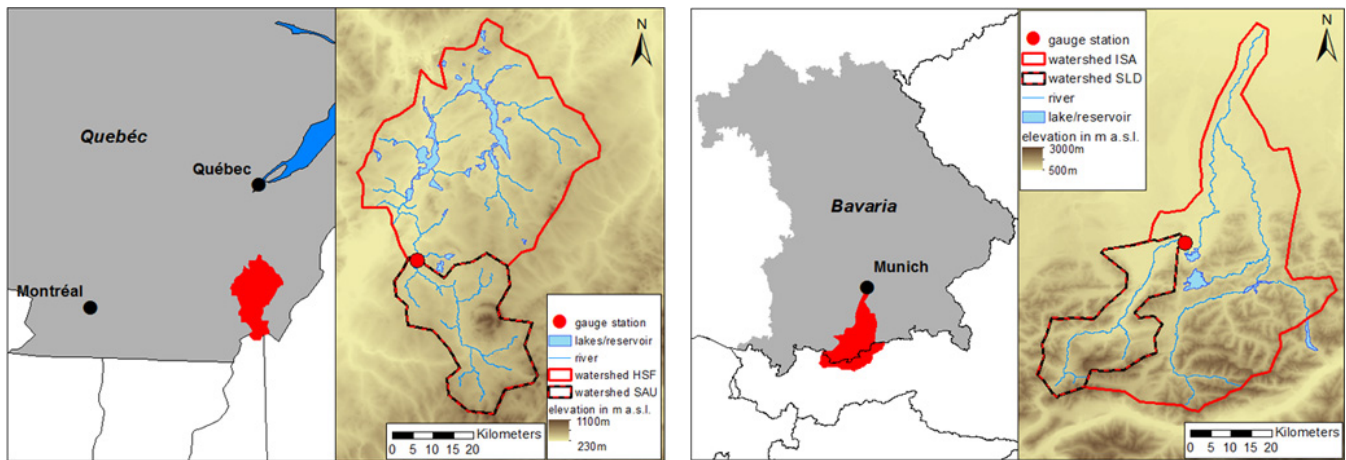 Quebéc
Québec
Montréal
N
gauge station
lakes/reservoir
river
watershed HSF
watershed SAU
elevation in m a.s.l.
1100m
230m
Kilometers
0 5 10 15 20
Bavaria
Munich
gauge station
watershed ISA
watershed SLD
river
lake/reservoir
elevation in m a.s.l.
3000m
500m
N
Kilometers
0 5 10 15 20